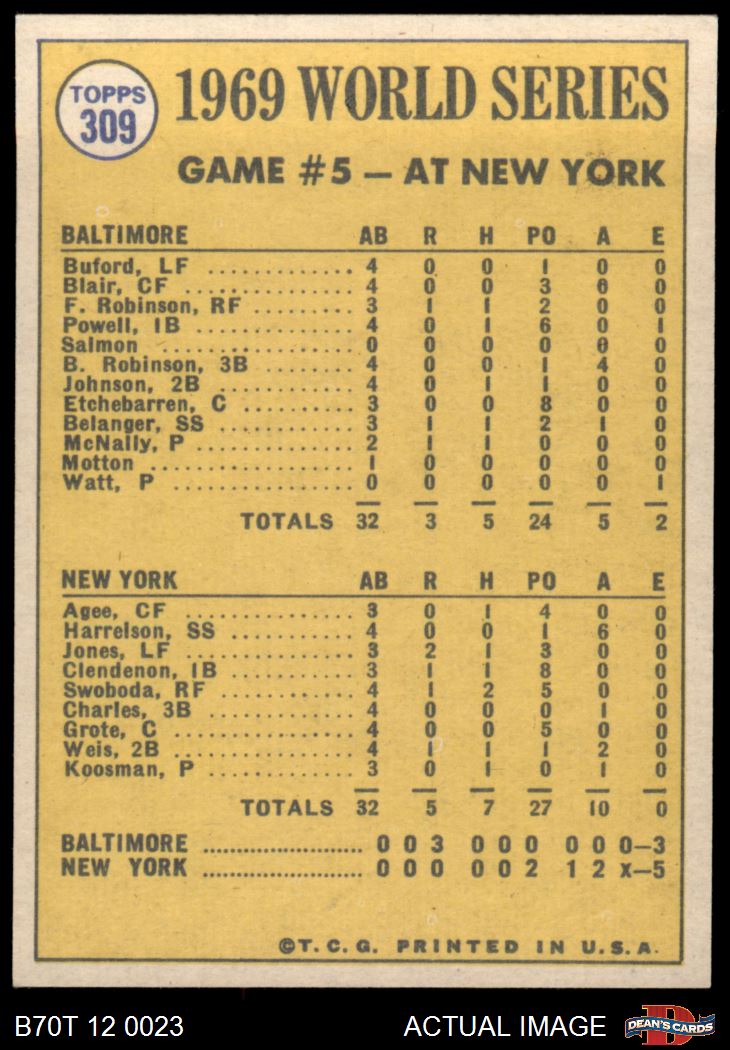 TOPPS
309
1969 WORLD SERIES
GAME #5 — AT NEW YORK
BALTIMORE AB R H PO A E
Buford, LF .............. 4 0 0 1 0 0
Blair, CF ............... 4 0 0 3 0 0
F. Robinson, RF ......... 3 1 1 2 0 0
Powell, 1B .............. 4 0 1 6 0 1
Salmon .................. 0 0 0 0 0 0
B. Robinson, 3B ......... 4 0 0 1 4 0
Johnson, 2B ............. 4 0 1 1 0 0
Etchebarren, C .......... 3 0 0 8 0 0
Belanger, SS ............ 3 1 1 2 1 0
McNally, P .............. 2 1 1 0 0 0
Motton .................. 1 0 0 0 0 0
Watt, P ................. 0 0 0 0 0 1
TOTALS 32 3 5 24 5 2
NEW YORK AB R H PO A E
Agee, CF ................ 3 0 1 4 0 0
Harrelson, SS ........... 4 0 0 1 6 0
Jones, LF ............... 3 2 1 3 0 0
Clendenon, 1B ........... 3 1 1 8 0 0
Swoboda, RF ............. 4 1 2 5 0 0
Charles, 3B ............. 4 0 0 0 1 0
Grote, C ................ 4 0 0 5 0 0
Weis, 2B ................ 4 1 1 1 2 0
Koosman, P .............. 3 0 1 0 1 0
TOTALS 32 5 7 27 10 0
BALTIMORE ........................ 0 0 3 0 0 0 0 0 0—3
NEW YORK ........................ 0 0 0 0 0 2 1 2 x—5
©T. C. G. PRINTED IN U.S.A.
B70T 12 0023 ACTUAL IMAGE D DEAN'S CARDS